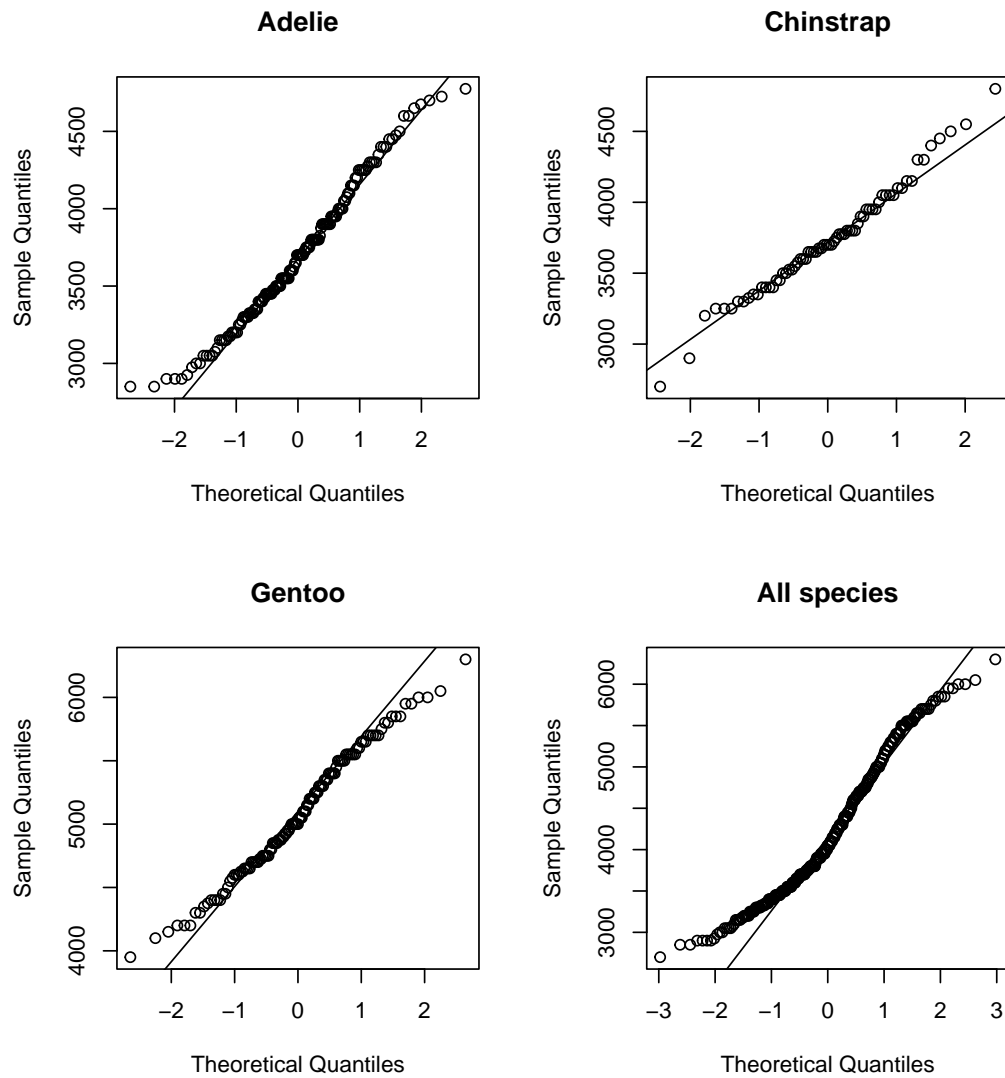 Adelie
Sample Quantiles
3000 3500 4000 4500
−2 −1 0 1 2
Theoretical Quantiles
Chinstrap
Sample Quantiles
3000 3500 4000 4500
−2 −1 0 1 2
Theoretical Quantiles
Gentoo
Sample Quantiles
4000 5000 6000
−2 −1 0 1 2
Theoretical Quantiles
All species
Sample Quantiles
3000 4000 5000 6000
−3 −2 −1 0 1 2 3
Theoretical Quantiles